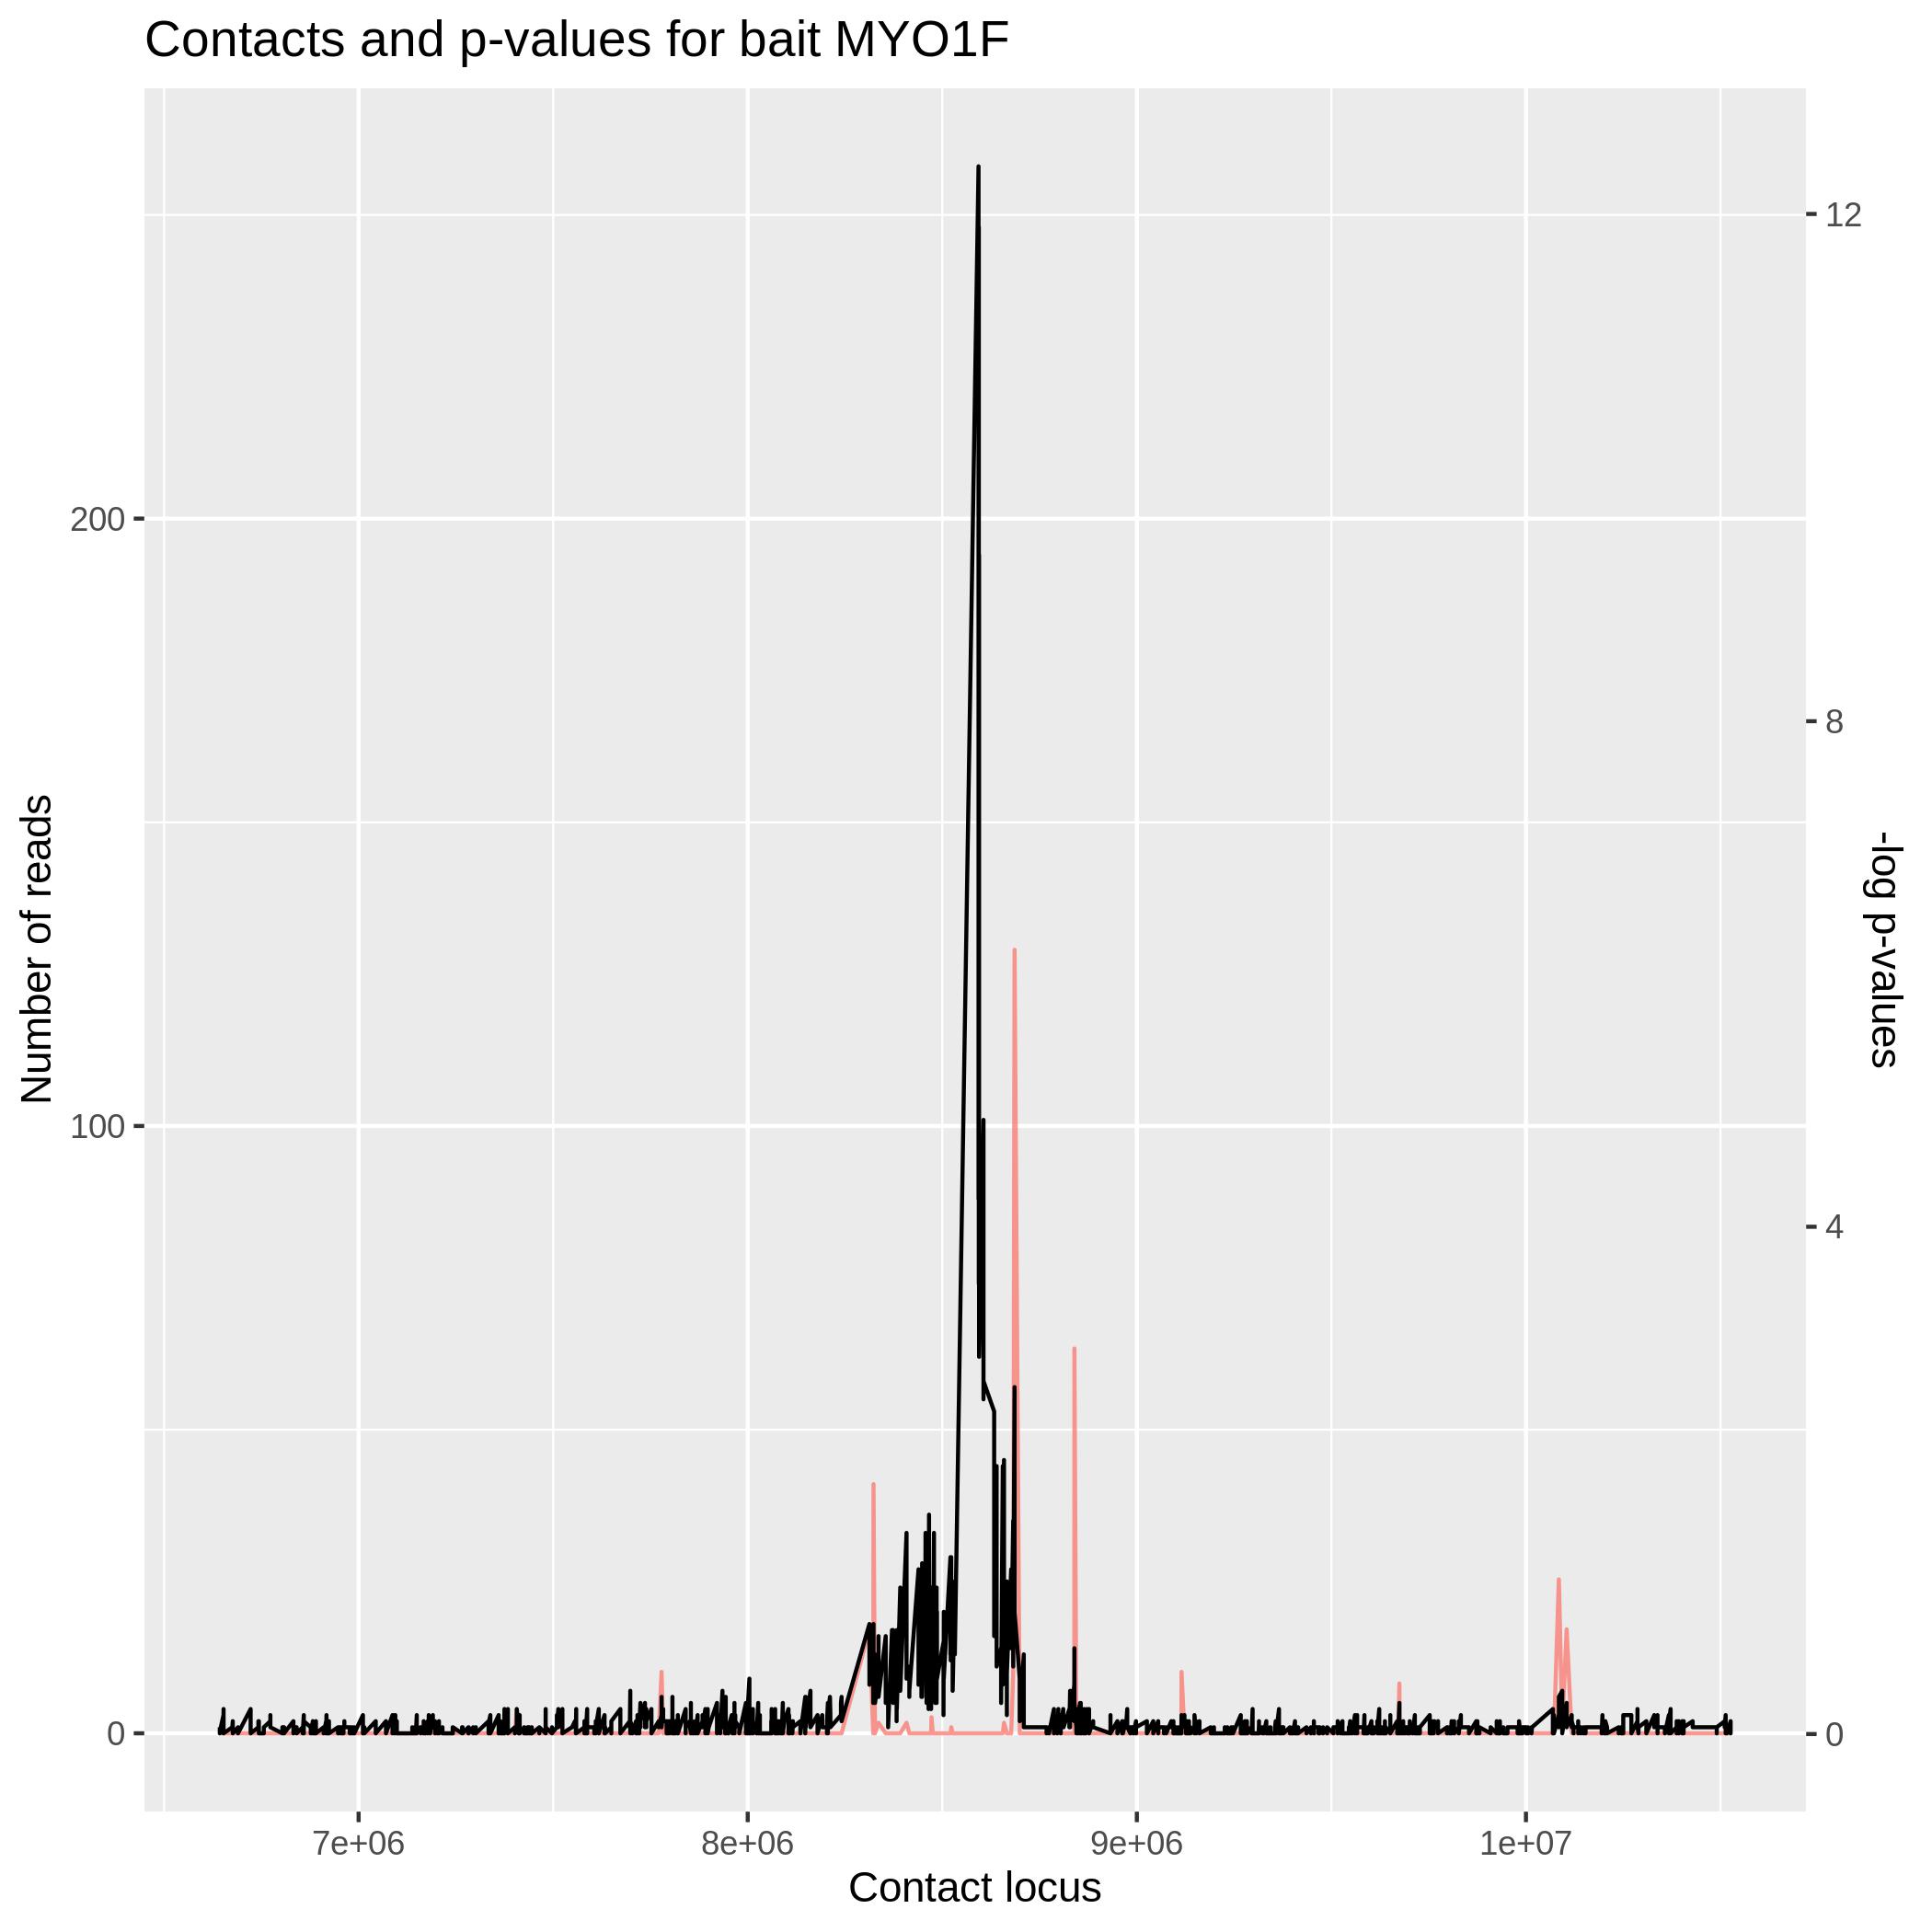 Contacts and p-values for bait MYO1F
Number of reads
200
100
0
12
8
4
0
-log p-values
7e+06
8e+06
9e+06
1e+07
Contact locus